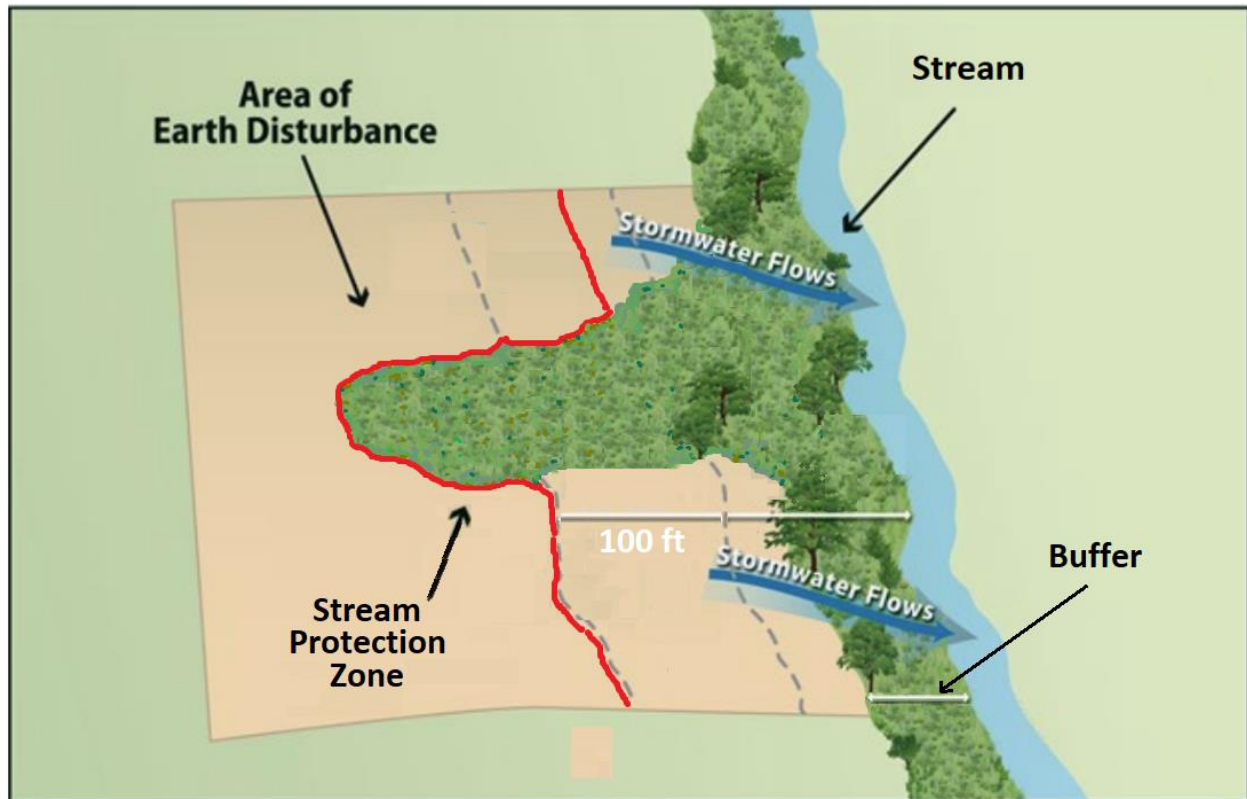 Stream
Area of
Earth Disturbance
Stormwater Flows
100 ft
Stormwater Flows
Buffer
Stream
Protection
Zone